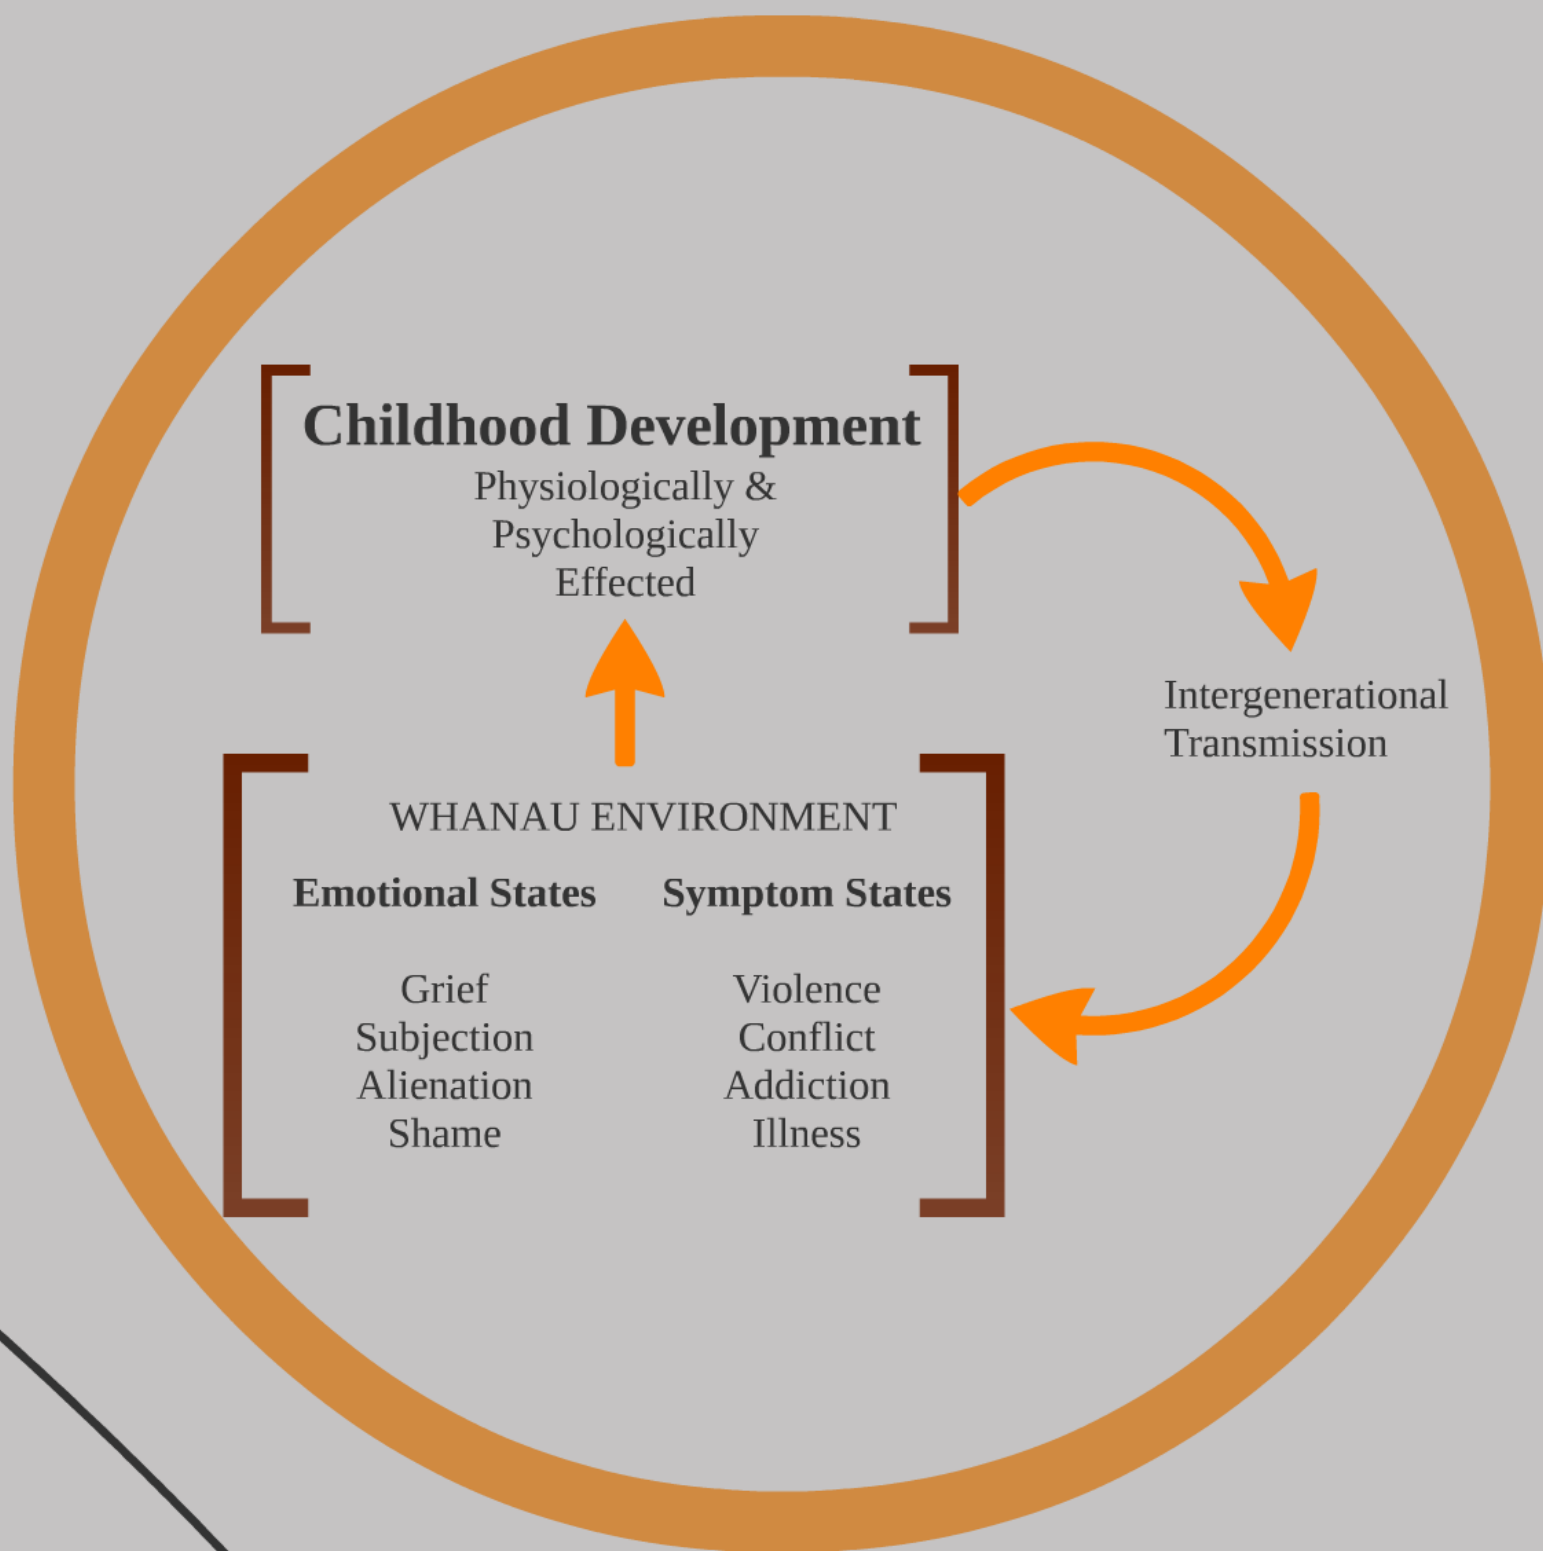 Childhood Development
Physiologically &
Psychologically
Effected
Intergenerational
Transmission
WHANAU ENVIRONMENT
Emotional States
Grief
Subjection
Alienation
Shame
Symptom States
Violence
Conflict
Addiction
Illness